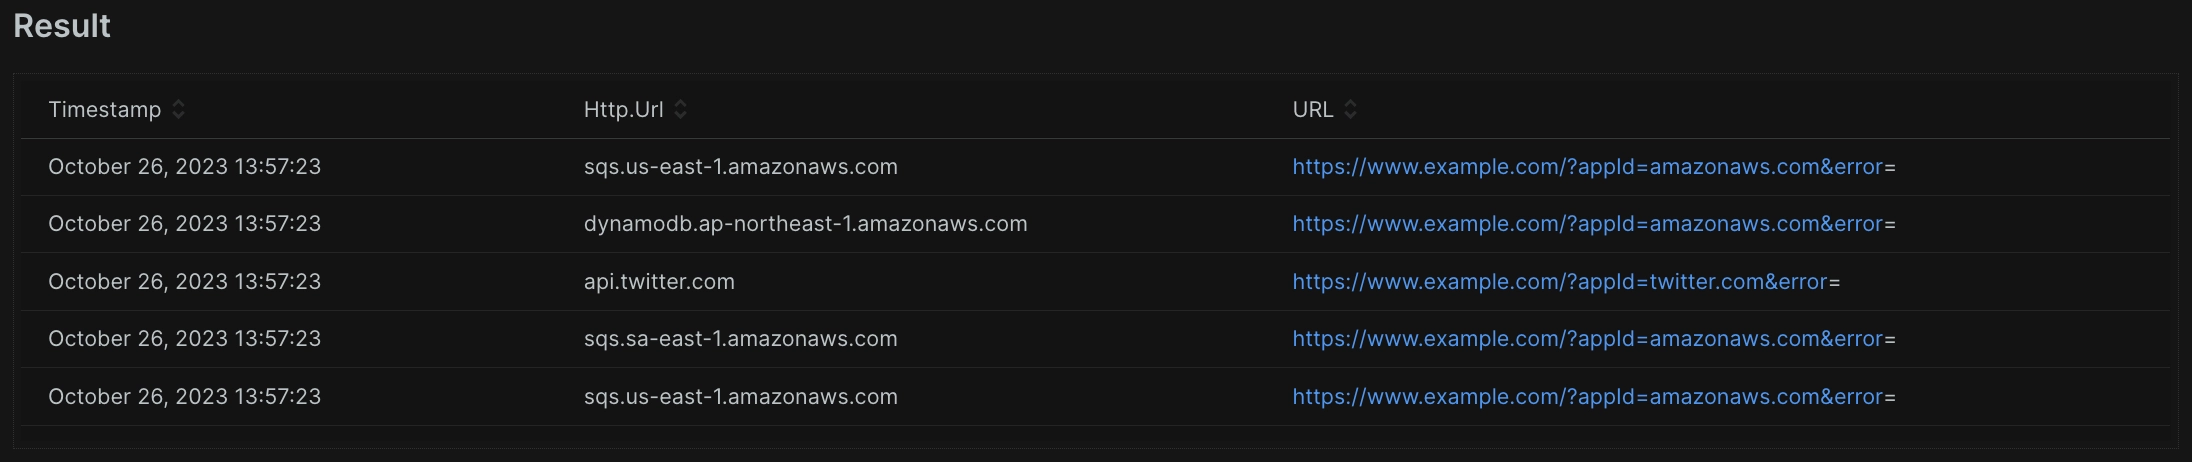 Result
Timestamp Http.Url URL
October 26, 2023 13:57:23 sqs.us-east-1.amazonaws.com https://www.example.com/?appId=amazonaws.com&error=
October 26, 2023 13:57:23 dynamodb.ap-northeast-1.amazonaws.com https://www.example.com/?appId=amazonaws.com&error=
October 26, 2023 13:57:23 api.twitter.com https://www.example.com/?appId=twitter.com&error=
October 26, 2023 13:57:23 sqs.sa-east-1.amazonaws.com https://www.example.com/?appId=amazonaws.com&error=
October 26, 2023 13:57:23 sqs.us-east-1.amazonaws.com https://www.example.com/?appId=amazonaws.com&error=